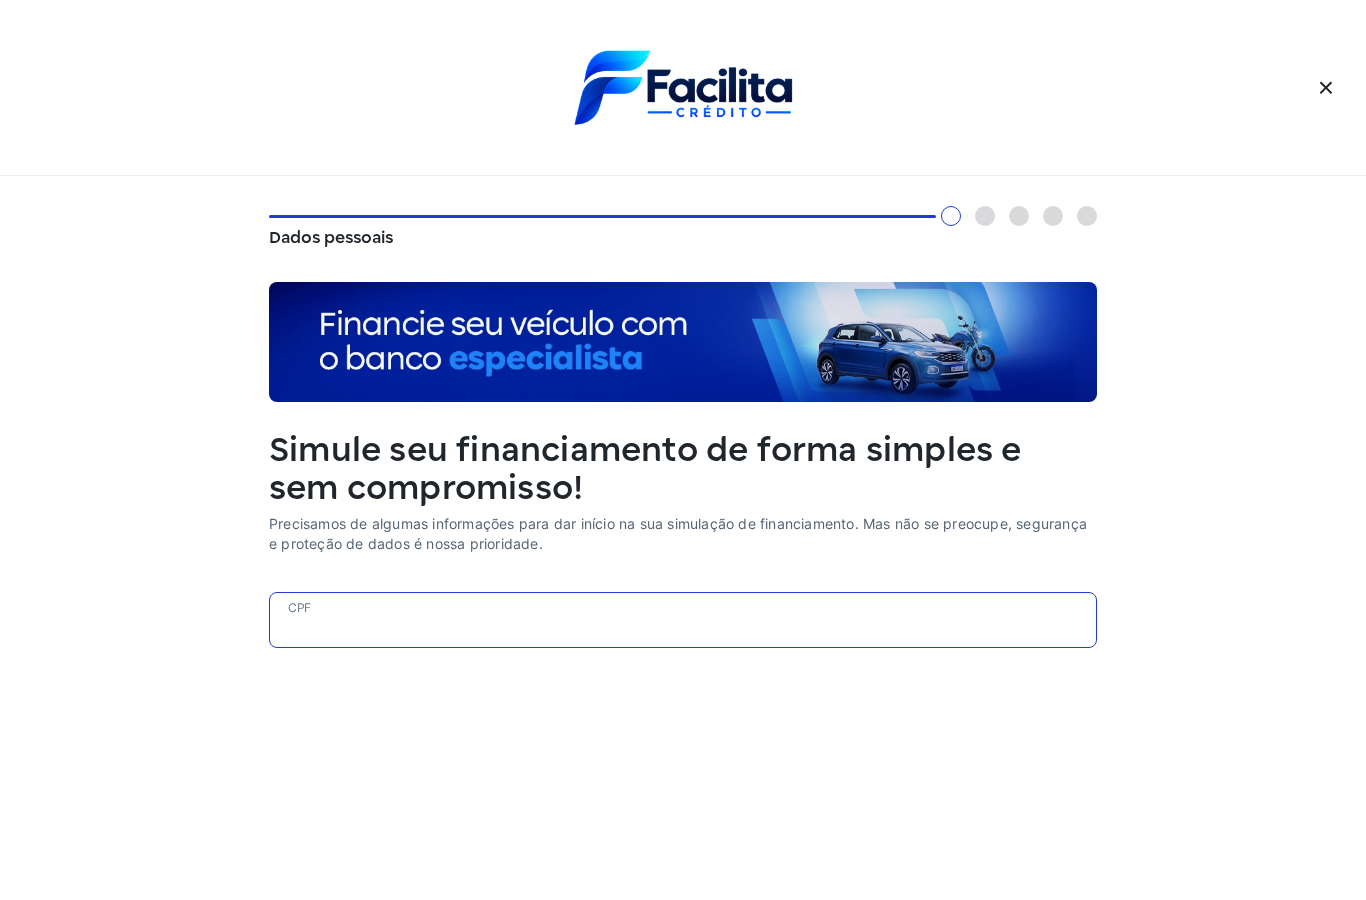 Facilita
CRÉDITO
Dados pessoais
Financie seu veículo com
o banco especialista
Simule seu financiamento de forma simples e
sem compromisso!
Precisamos de algumas informações para dar início na sua simulação de financiamento. Mas não se preocupe, segurança
e proteção de dados é nossa prioridade.
CPF